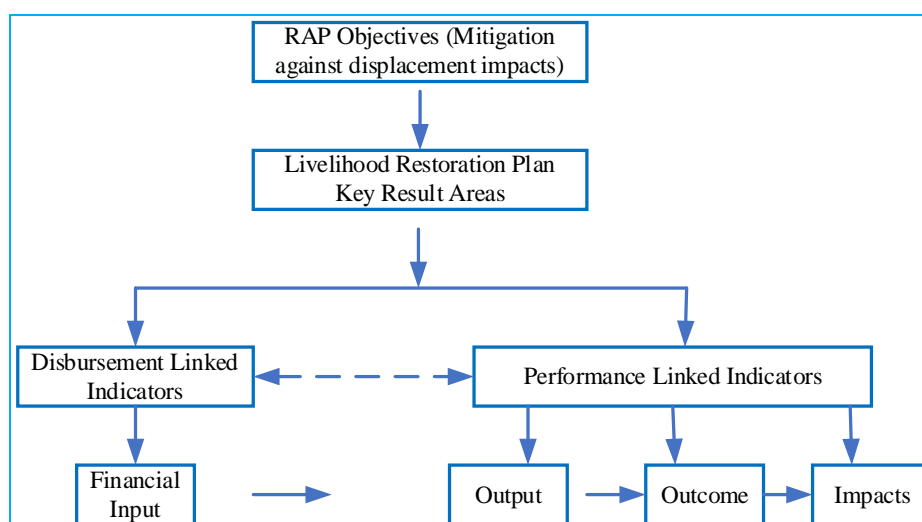 RAP Objectives (Mitigation
against displacement impacts)
Livelihood Restoration Plan
Key Result Areas
Disbursement Linked
Indicators
Performance Linked Indicators
Financial
Input
Output
Outcome
Impacts